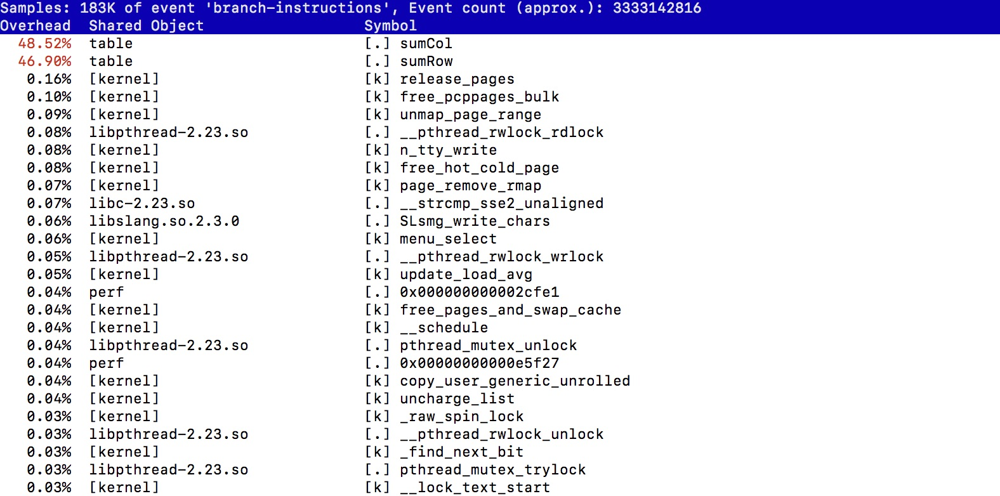 Samples: 183K of event 'branch-instructions', Event count (approx.): 3333142816
Overhead  Shared Object                  Symbol
  48.52%  table                          [.] sumCol
  46.90%  table                          [.] sumRow
   0.16%  [kernel]                       [k] release_pages
   0.10%  [kernel]                       [k] free_pcppages_bulk
   0.09%  [kernel]                       [k] unmap_page_range
   0.08%  libpthread-2.23.so             [.] __pthread_rwlock_rdlock
   0.08%  [kernel]                       [k] n_tty_write
   0.08%  [kernel]                       [k] free_hot_cold_page
   0.07%  [kernel]                       [k] page_remove_rmap
   0.07%  libc-2.23.so                   [.] __strcmp_sse2_unaligned
   0.06%  libslang.so.2.3.0              [.] SLsmg_write_chars
   0.06%  [kernel]                       [k] menu_select
   0.05%  libpthread-2.23.so             [.] __pthread_rwlock_wrlock
   0.05%  [kernel]                       [k] update_load_avg
   0.04%  perf                           [.] 0x000000000002cfe1
   0.04%  [kernel]                       [k] free_pages_and_swap_cache
   0.04%  [kernel]                       [k] __schedule
   0.04%  libpthread-2.23.so             [.] pthread_mutex_unlock
   0.04%  perf                           [.] 0x00000000000e5f27
   0.04%  [kernel]                       [k] copy_user_generic_unrolled
   0.04%  [kernel]                       [k] uncharge_list
   0.03%  [kernel]                       [k] _raw_spin_lock
   0.03%  libpthread-2.23.so             [.] __pthread_rwlock_unlock
   0.03%  [kernel]                       [k] _find_next_bit
   0.03%  libpthread-2.23.so             [.] pthread_mutex_trylock
   0.03%  [kernel]                       [k] __lock_text_start